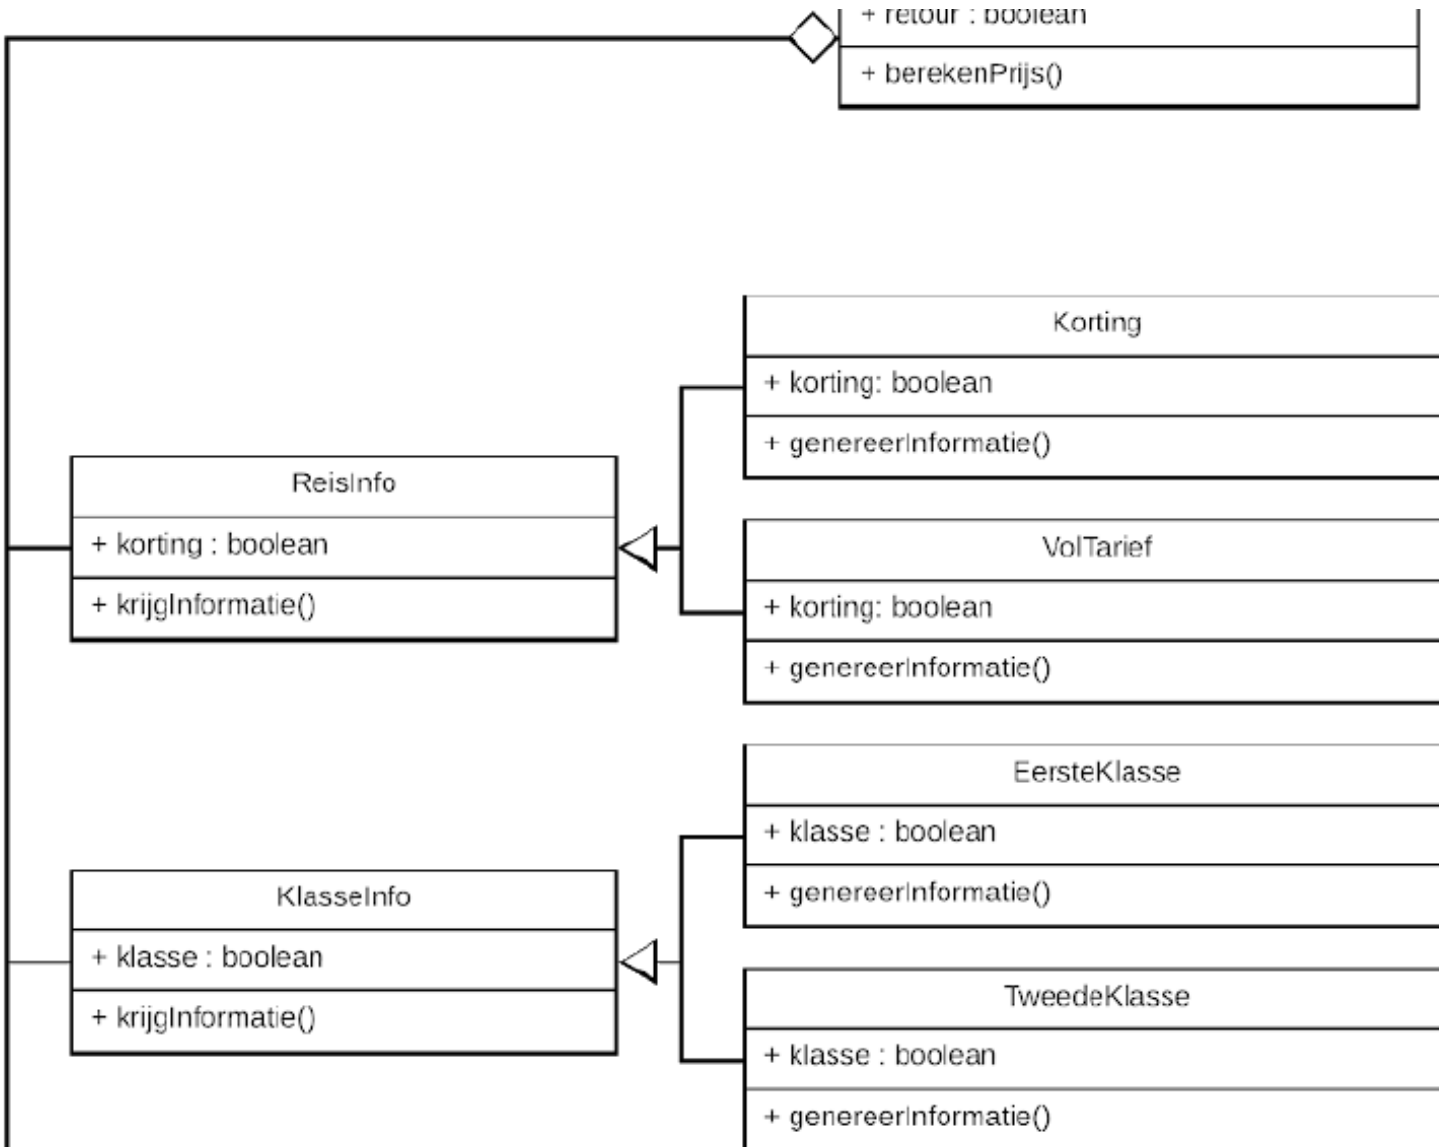 + retour : boolean
+ berekenPrijs()
Korting
+ korting: boolean
+ genereerInformatie()
ReisInfo
+ korting : boolean
+ krijgInformatie()
VolTarief
+ korting: boolean
+ genereerInformatie()
EersteKlasse
+ klasse : boolean
+ genereerInformatie()
KlasseInfo
+ klasse : boolean
+ krijgInformatie()
TweedeKlasse
+ klasse : boolean
+ genereerInformatie()